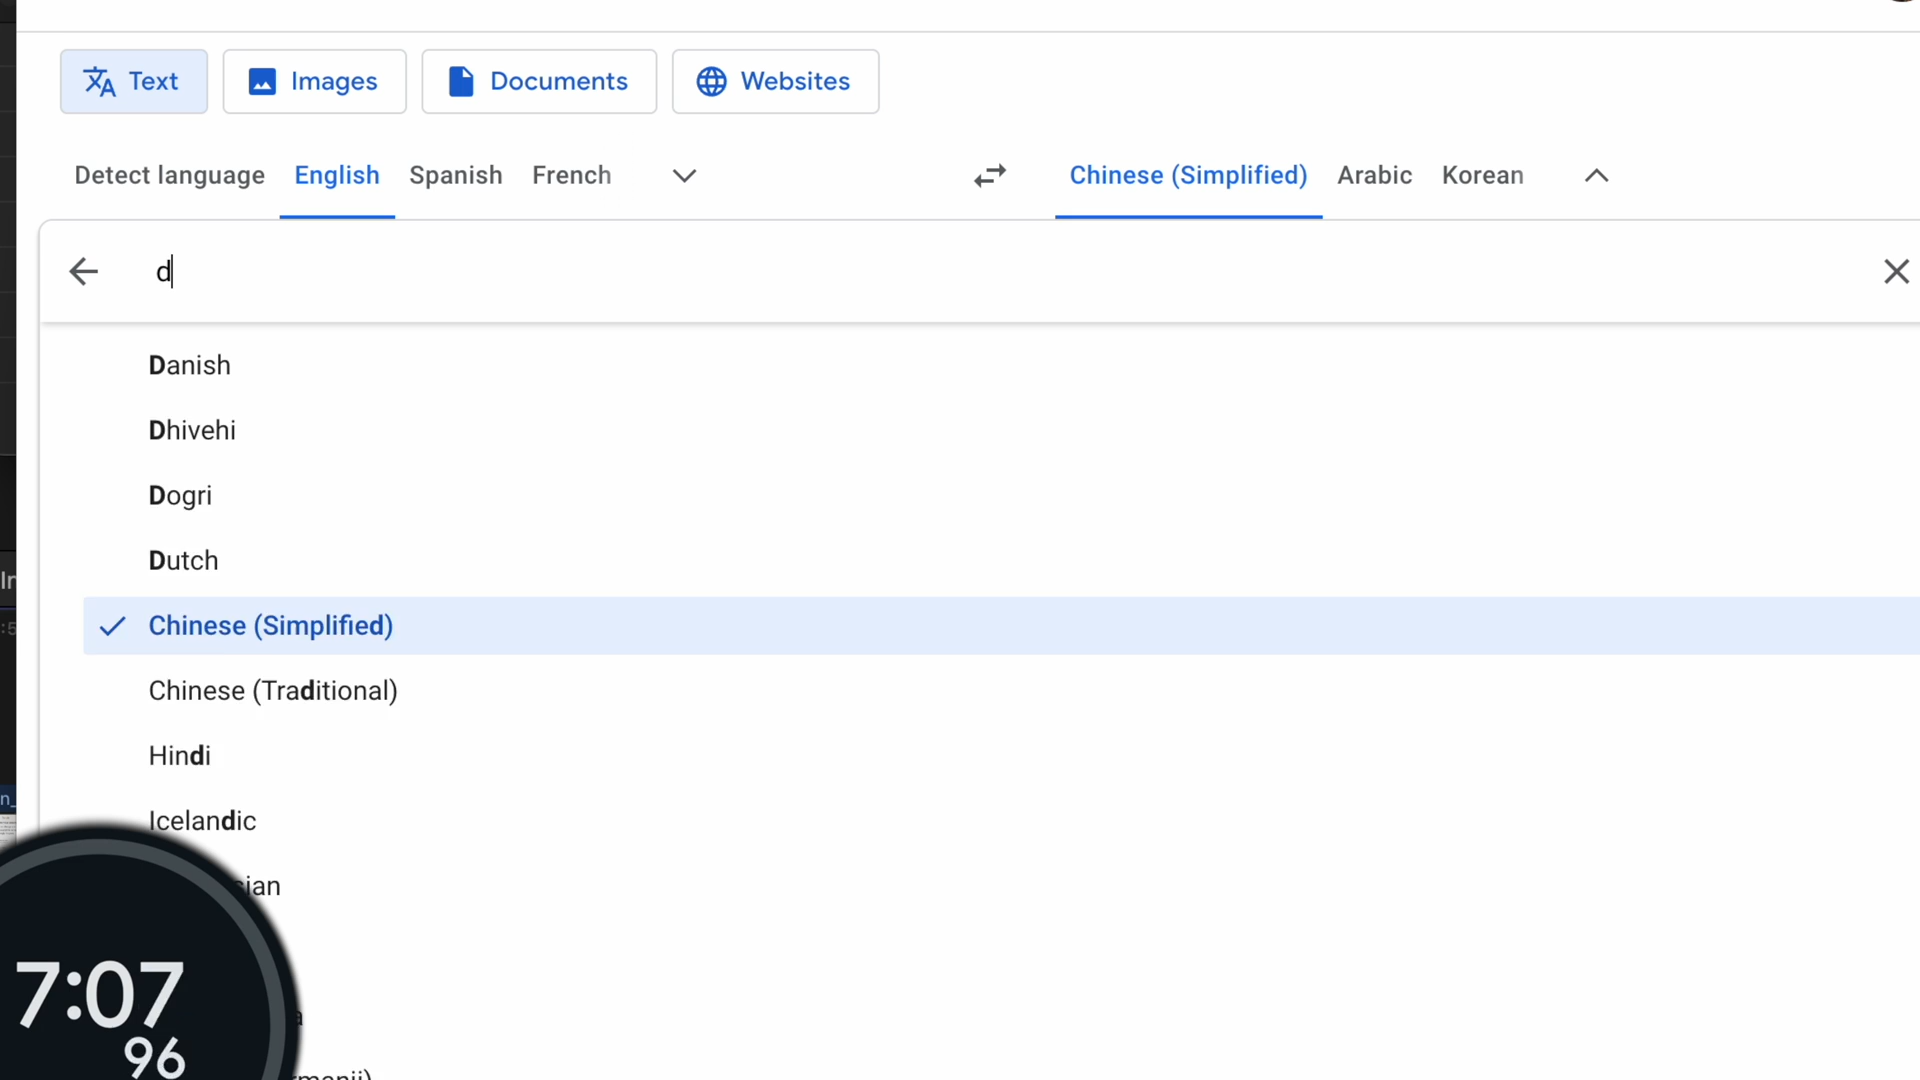 Text Images Documents Websites
Detect language English Spanish French Chinese (Simplified) Arabic Korean
d
Danish
Dhivehi
Dogri
Dutch
Chinese (Simplified)
Chinese (Traditional)
Hindi
Icelandic
7:07
96